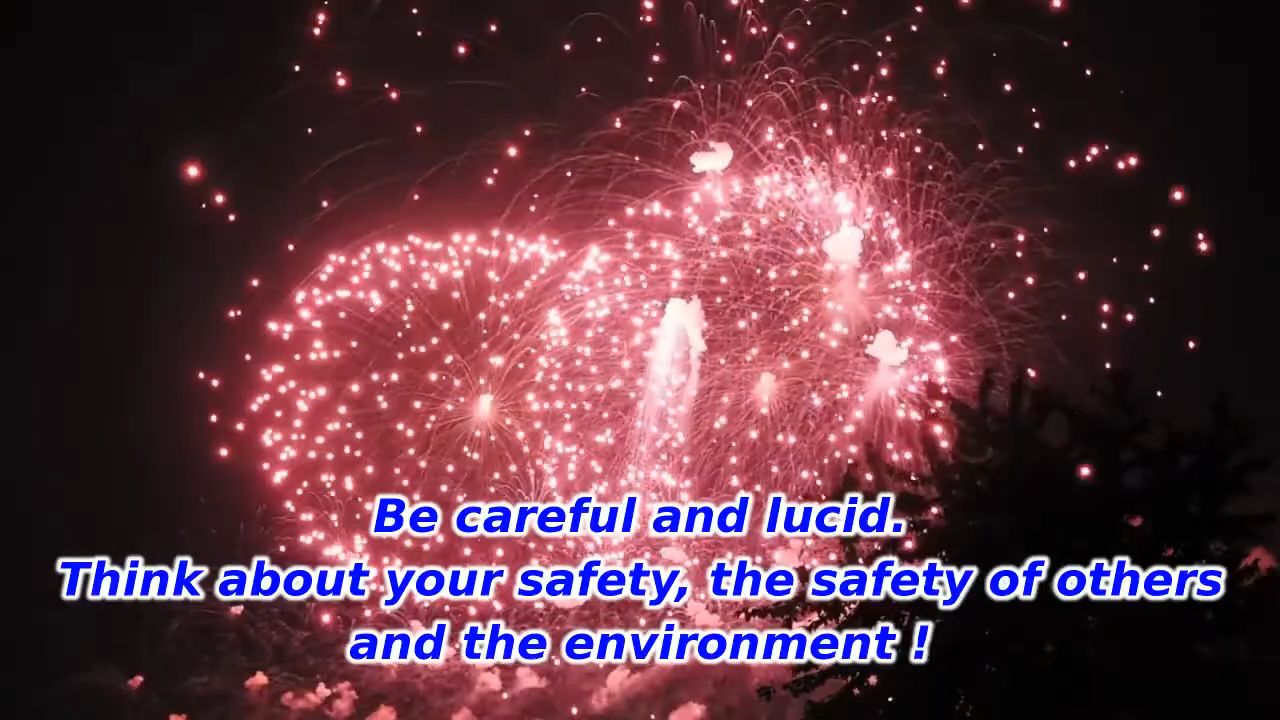 Be careful and lucid.
Think about your safety, the safety of others
and the environment !